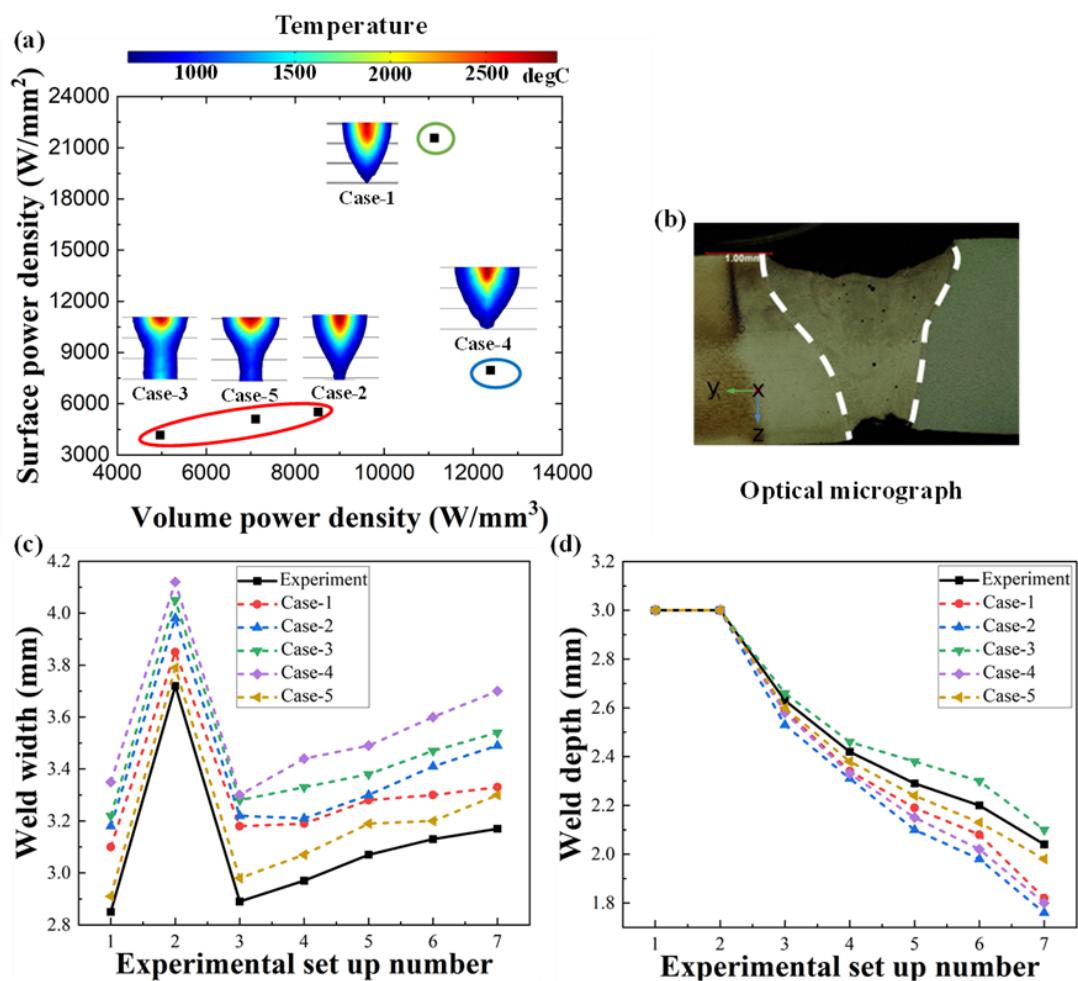 (a)
Temperature
1000 1500 2000 2500 degC
Surface power density (W/mm²)
24000
21000
18000
15000
12000
9000
6000
3000
Case-1
Case-4
Case-3 Case-5 Case-2
4000 6000 8000 10000 12000 14000
Volume power density (W/mm³)
(b)
1.00mm
y x
z
Optical micrograph
(c)
Weld width (mm)
4.2
4.0
3.8
3.6
3.4
3.2
3.0
2.8
Experiment
Case-1
Case-2
Case-3
Case-4
Case-5
1 2 3 4 5 6 7
Experimental set up number
(d)
Weld depth (mm)
3.2
3.0
2.8
2.6
2.4
2.2
2.0
1.8
Experiment
Case-1
Case-2
Case-3
Case-4
Case-5
1 2 3 4 5 6 7
Experimental set up number